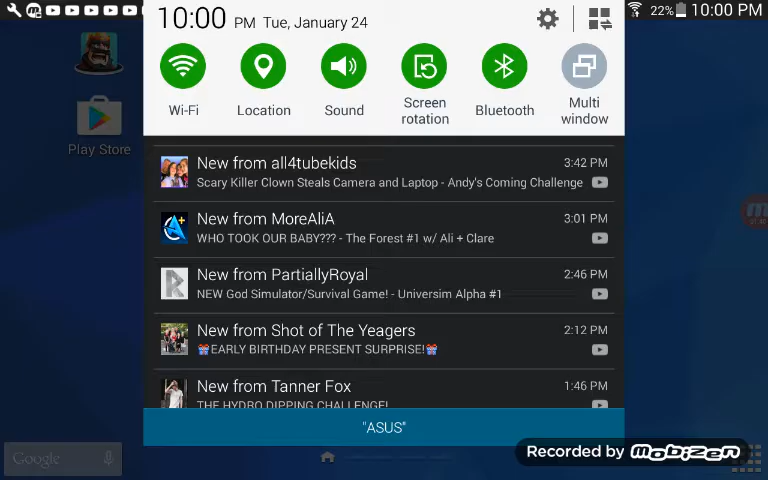 22% 10:00 PM
10:00 PM Tue, January 24
Wi-Fi
Location
Sound
Screen rotation
Bluetooth
Multi window
Play Store
New from all4tubekids 3:42 PM
Scary Killer Clown Steals Camera and Laptop - Andy's Coming Challenge
New from MoreAliA 3:01 PM
WHO TOOK OUR BABY??? - The Forest #1 w/ Ali + Clare
New from PartiallyRoyal 2:46 PM
NEW God Simulator/Survival Game! - Universim Alpha #1
New from Shot of The Yeagers 2:12 PM
🎁EARLY BIRTHDAY PRESENT SURPRISE!🎁
New from Tanner Fox 1:46 PM
THE HYDRO DIPPING CHALLENGE!
"ASUS"
Google
Recorded by mobizen